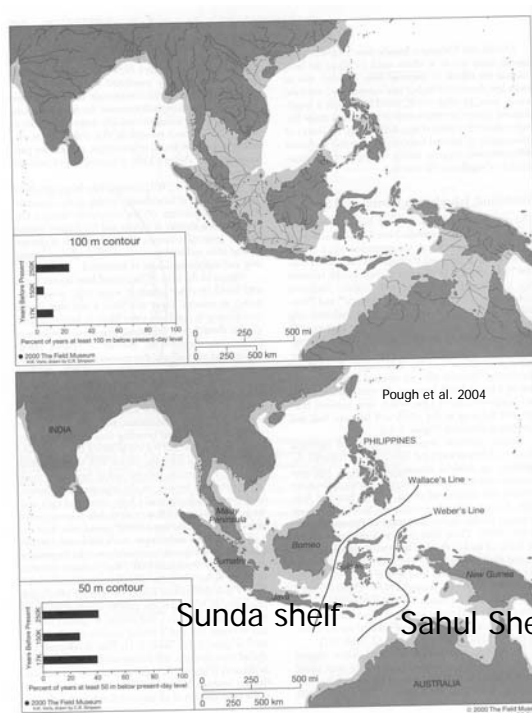 100 m contour
Years Before Present
250K
150K
17K
0 20 40 60 80 100
Percent of years at least 100 m below present-day level
© 2000 The Field Museum
0 250 500 mi
0 250 500 km
Pough et al. 2004
INDIA
PHILIPPINES
Wallace's Line
Weber's Line
Malay
Peninsula
Borneo
Sumatra
New Guinea
50 m contour
Years Before Present
250K
150K
17K
Sunda shelf
Sahul She
0 20 40 60 80 100
Percent of years at least 50 m below present-day level
© 2000 The Field Museum
0 250 500 mi
0 250 500 km
AUSTRALIA
© 2000 The Field Muse